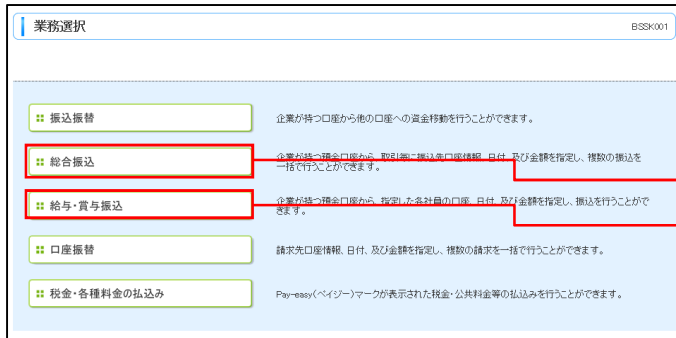 業務選択
BSSK001
振込振替
企業が持つ口座から他の口座への資金移動を行うことができます。
総合振込
企業が持つ預金口座から、取引毎に振込先口座情報、日付、及び金額を指定し、複数の振込を
一括で行うことができます。
給与・賞与振込
企業が持つ預金口座から、指定した各社員の口座、日付、及び金額を指定し、振込を行うことがで
きます。
口座振替
請求先口座情報、日付、及び金額を指定し、複数の請求を一括で行うことができます。
税金・各種料金の払込み
Pay-easy(ペイジー)マークが表示された税金・公共料金等の払込みを行うことができます。